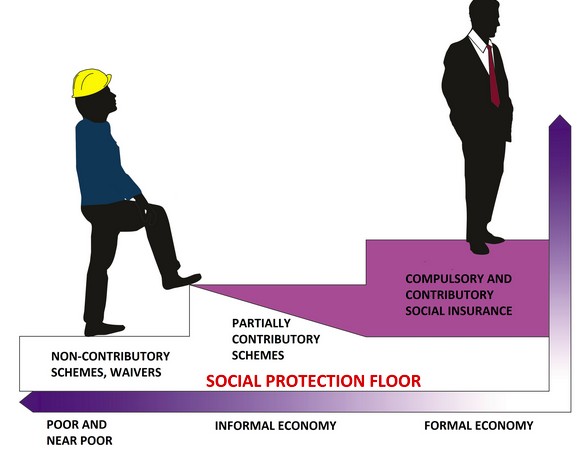 COMPULSORY AND
CONTRIBUTORY
SOCIAL INSURANCE
PARTIALLY
CONTRIBUTORY
SCHEMES
NON-CONTRIBUTORY
SCHEMES, WAIVERS
SOCIAL PROTECTION FLOOR
POOR AND
NEAR POOR
INFORMAL ECONOMY
FORMAL ECONOMY